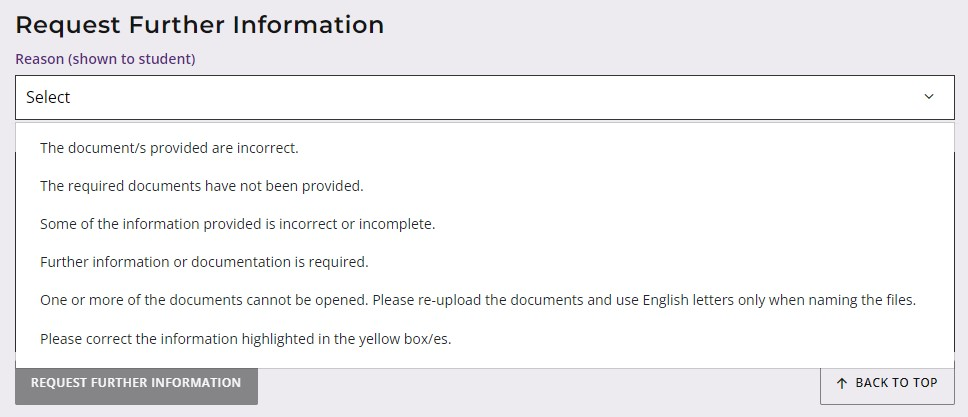 Request Further Information
Reason (shown to student)
Select
The document/s provided are incorrect.
The required documents have not been provided.
Some of the information provided is incorrect or incomplete.
Further information or documentation is required.
One or more of the documents cannot be opened. Please re-upload the documents and use English letters only when naming the files.
Please correct the information highlighted in the yellow box/es.
REQUEST FURTHER INFORMATION
BACK TO TOP